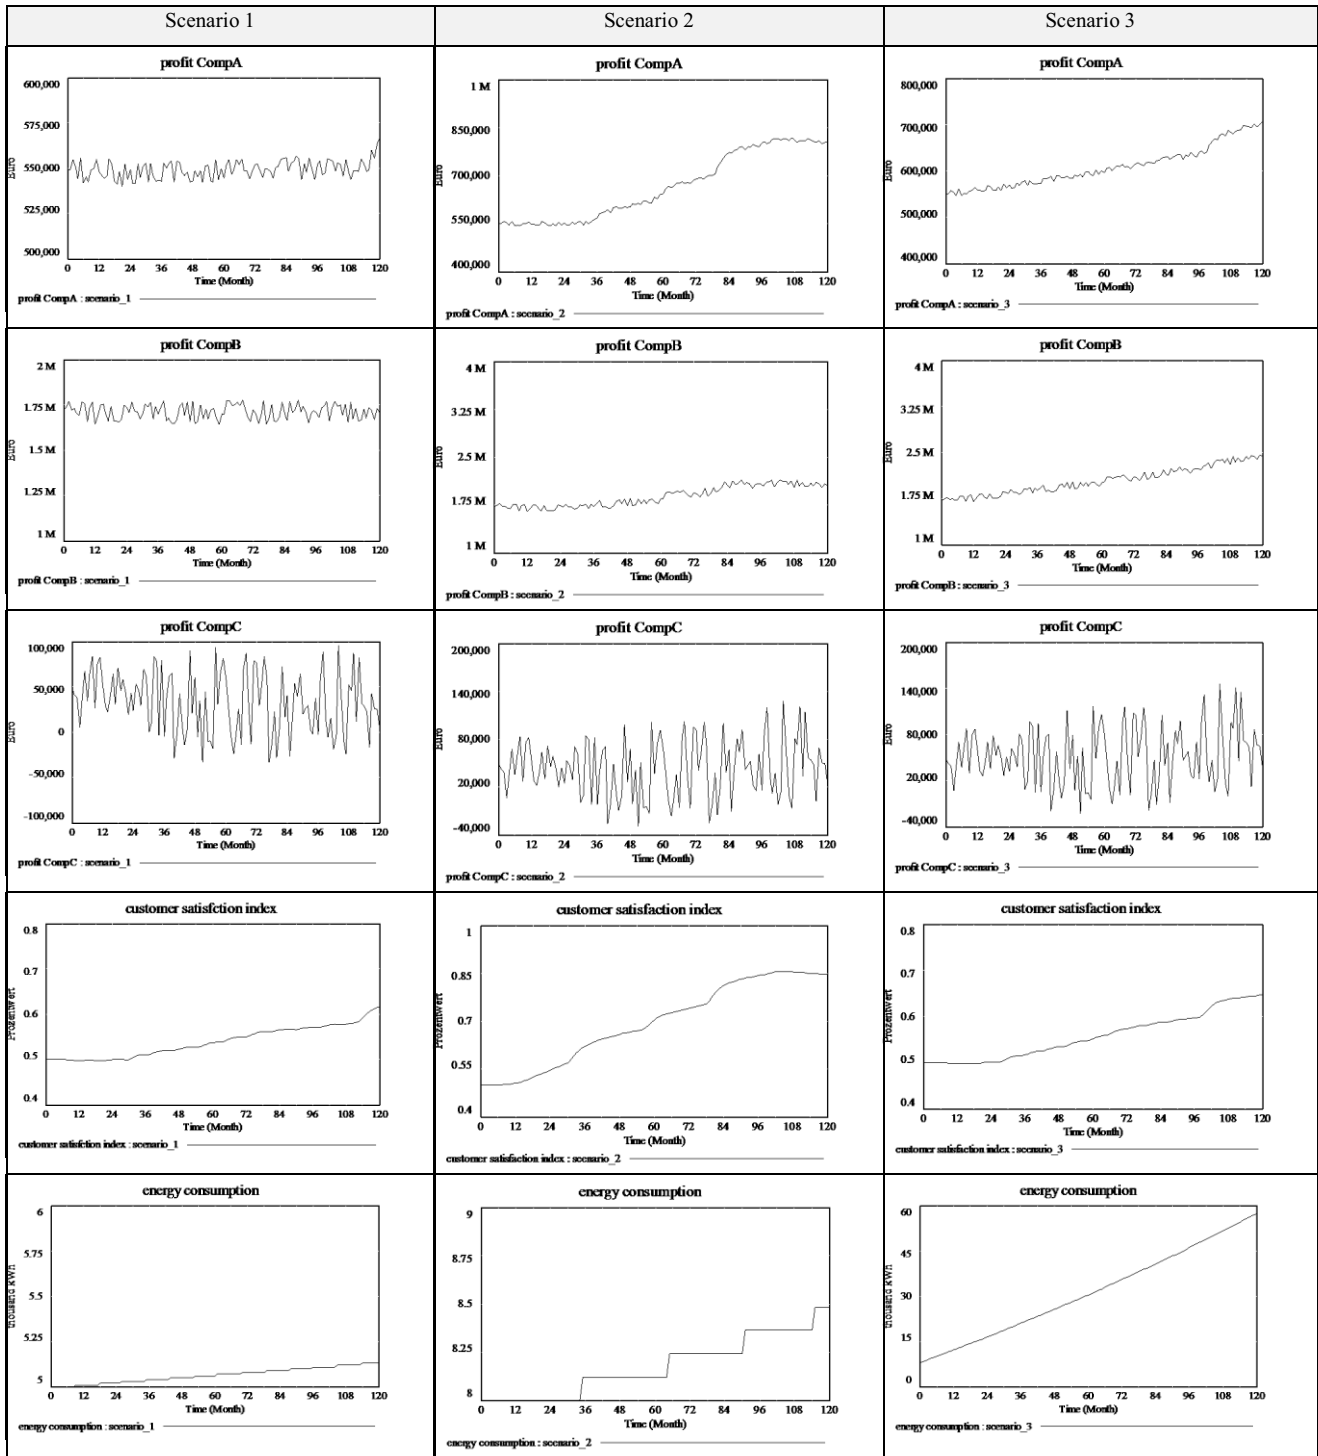 Scenario 1
Scenario 2
Scenario 3
profit CompA
600,000
575,000
550,000
525,000
500,000
Euro
0 12 24 36 48 60 72 84 96 108 120
Time (Month)
profit CompA : scenario_1
profit CompA
1 M
850,000
700,000
550,000
400,000
Euro
0 12 24 36 48 60 72 84 96 108 120
Time (Month)
profit CompA : scenario_2
profit CompA
800,000
700,000
600,000
500,000
400,000
Euro
0 12 24 36 48 60 72 84 96 108 120
Time (Month)
profit CompA : scenario_3
profit CompB
2 M
1.75 M
1.5 M
1.25 M
1 M
Euro
0 12 24 36 48 60 72 84 96 108 120
Time (Month)
profit CompB : scenario_1
profit CompB
4 M
3.25 M
2.5 M
1.75 M
1 M
Euro
0 12 24 36 48 60 72 84 96 108 120
Time (Month)
profit CompB : scenario_2
profit CompB
4 M
3.25 M
2.5 M
1.75 M
1 M
Euro
0 12 24 36 48 60 72 84 96 108 120
Time (Month)
profit CompB : scenario_3
profit CompC
100,000
50,000
0
-50,000
-100,000
Euro
0 12 24 36 48 60 72 84 96 108 120
Time (Month)
profit CompC : scenario_1
profit CompC
200,000
140,000
80,000
20,000
-40,000
Euro
0 12 24 36 48 60 72 84 96 108 120
Time (Month)
profit CompC : scenario_2
profit CompC
200,000
140,000
80,000
20,000
-40,000
Euro
0 12 24 36 48 60 72 84 96 108 120
Time (Month)
profit CompC : scenario_3
customer satisfction index
0.8
0.7
0.6
0.5
0.4
Prozentwert
0 12 24 36 48 60 72 84 96 108 120
Time (Month)
customer satisfction index : scenario_1
customer satisfaction index
1
0.85
0.7
0.55
0.4
Prozentwert
0 12 24 36 48 60 72 84 96 108 120
Time (Month)
customer satisfaction index : scenario_2
customer satisfaction index
0.8
0.7
0.6
0.5
0.4
Prozentwert
0 12 24 36 48 60 72 84 96 108 120
Time (Month)
customer satisfaction index : scenario_3
energy consumption
6
5.75
5.5
5.25
5
thousand kWh
0 12 24 36 48 60 72 84 96 108 120
Time (Month)
energy consumption : scenario_1
energy consumption
9
8.75
8.5
8.25
8
0 12 24 36 48 60 72 84 96 108 120
Time (Month)
energy consumption : scenario_2
energy consumption
60
45
30
15
0
thousand kWh
0 12 24 36 48 60 72 84 96 108 120
Time (Month)
energy consumption : scenario_3